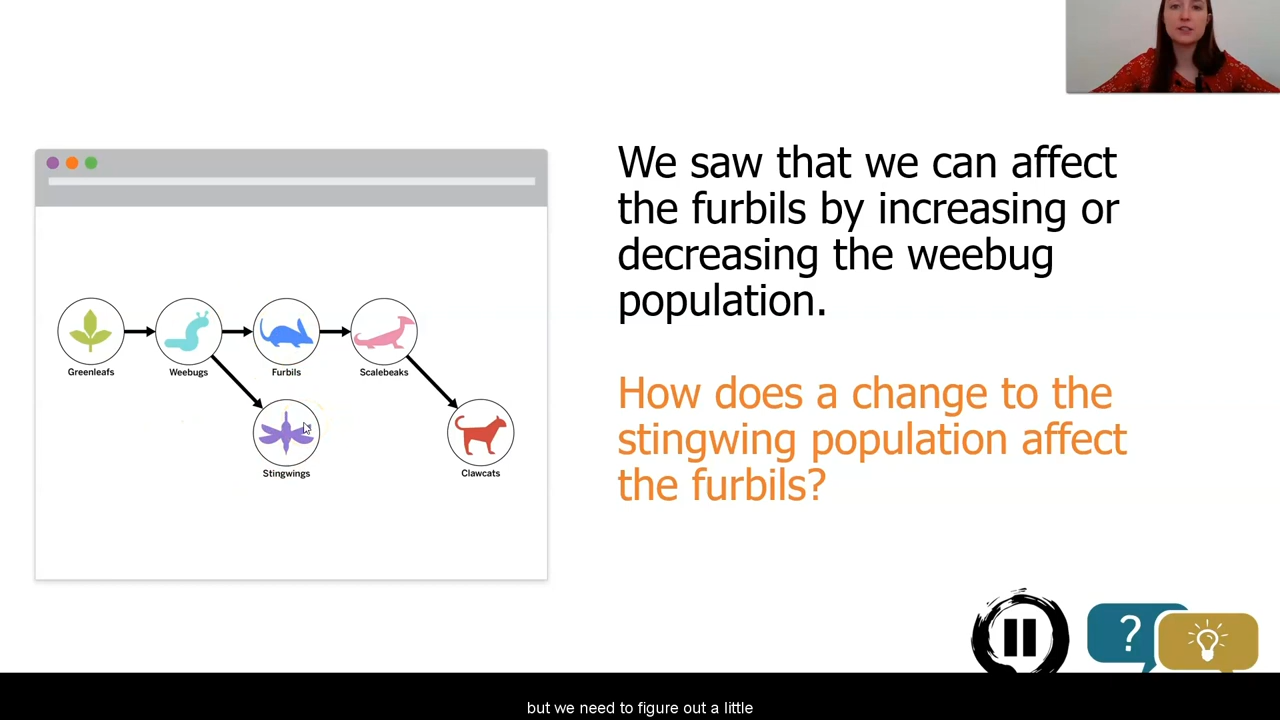 We saw that we can affect
the furbils by increasing or
decreasing the weebug
population.
How does a change to the
stingwing population affect
the furbils?
Greenleafs
Weebugs
Furbils
Scalebeaks
Stingwings
Clawcats
?
but we need to figure out a little